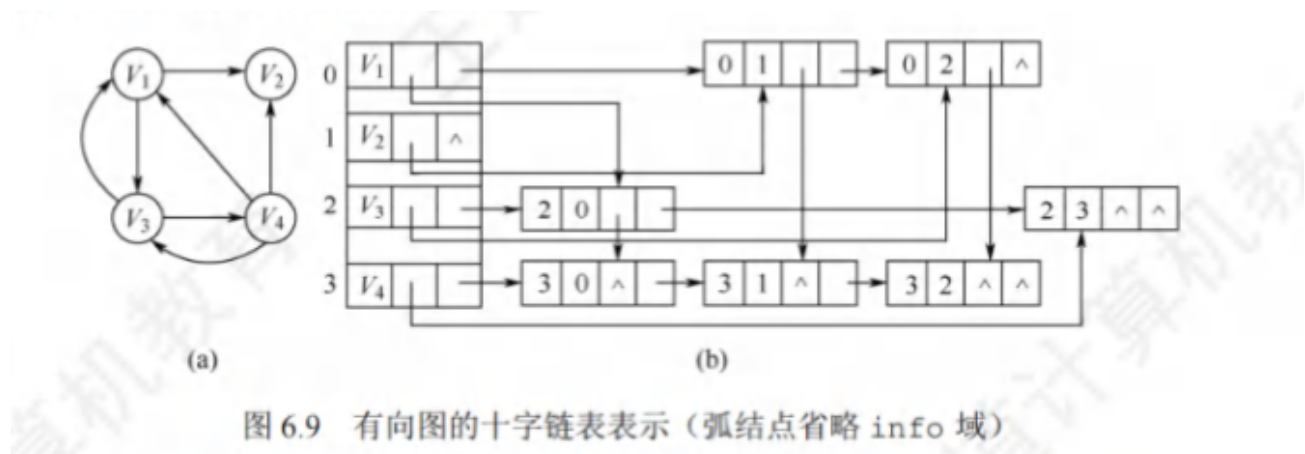 V₁ V₂ 0 V₁ 0 1 0 2 ^
1 V₂ ^
V₃ V₄ 2 V₃ 2 0 2 3 ^ ^
3 V₄ 3 0 ^ 3 1 ^ 3 2 ^ ^
(a) (b)
图 6.9 有向图的十字链表表示（弧结点省略 info 域）